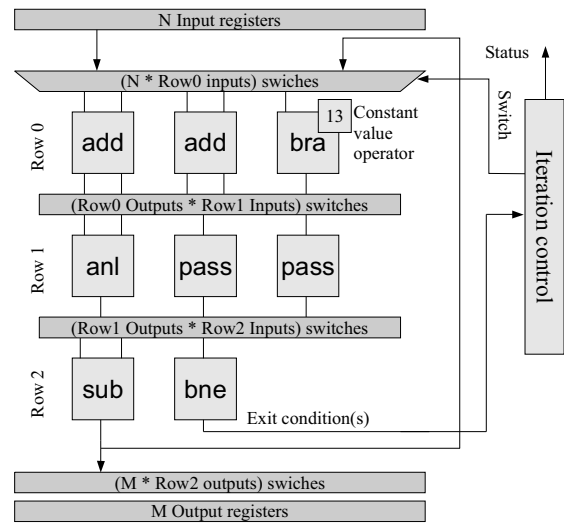 N Input registers
Status
(N * Row0 inputs) swiches
Switch
Row 0
add
add
bra
13
Constant
value
operator
(Row0 Outputs * Row1 Inputs) switches
Iteration control
Row 1
anl
pass
pass
(Row1 Outputs * Row2 Inputs) switches
Row 2
sub
bne
Exit condition(s)
(M * Row2 outputs) swiches
M Output registers